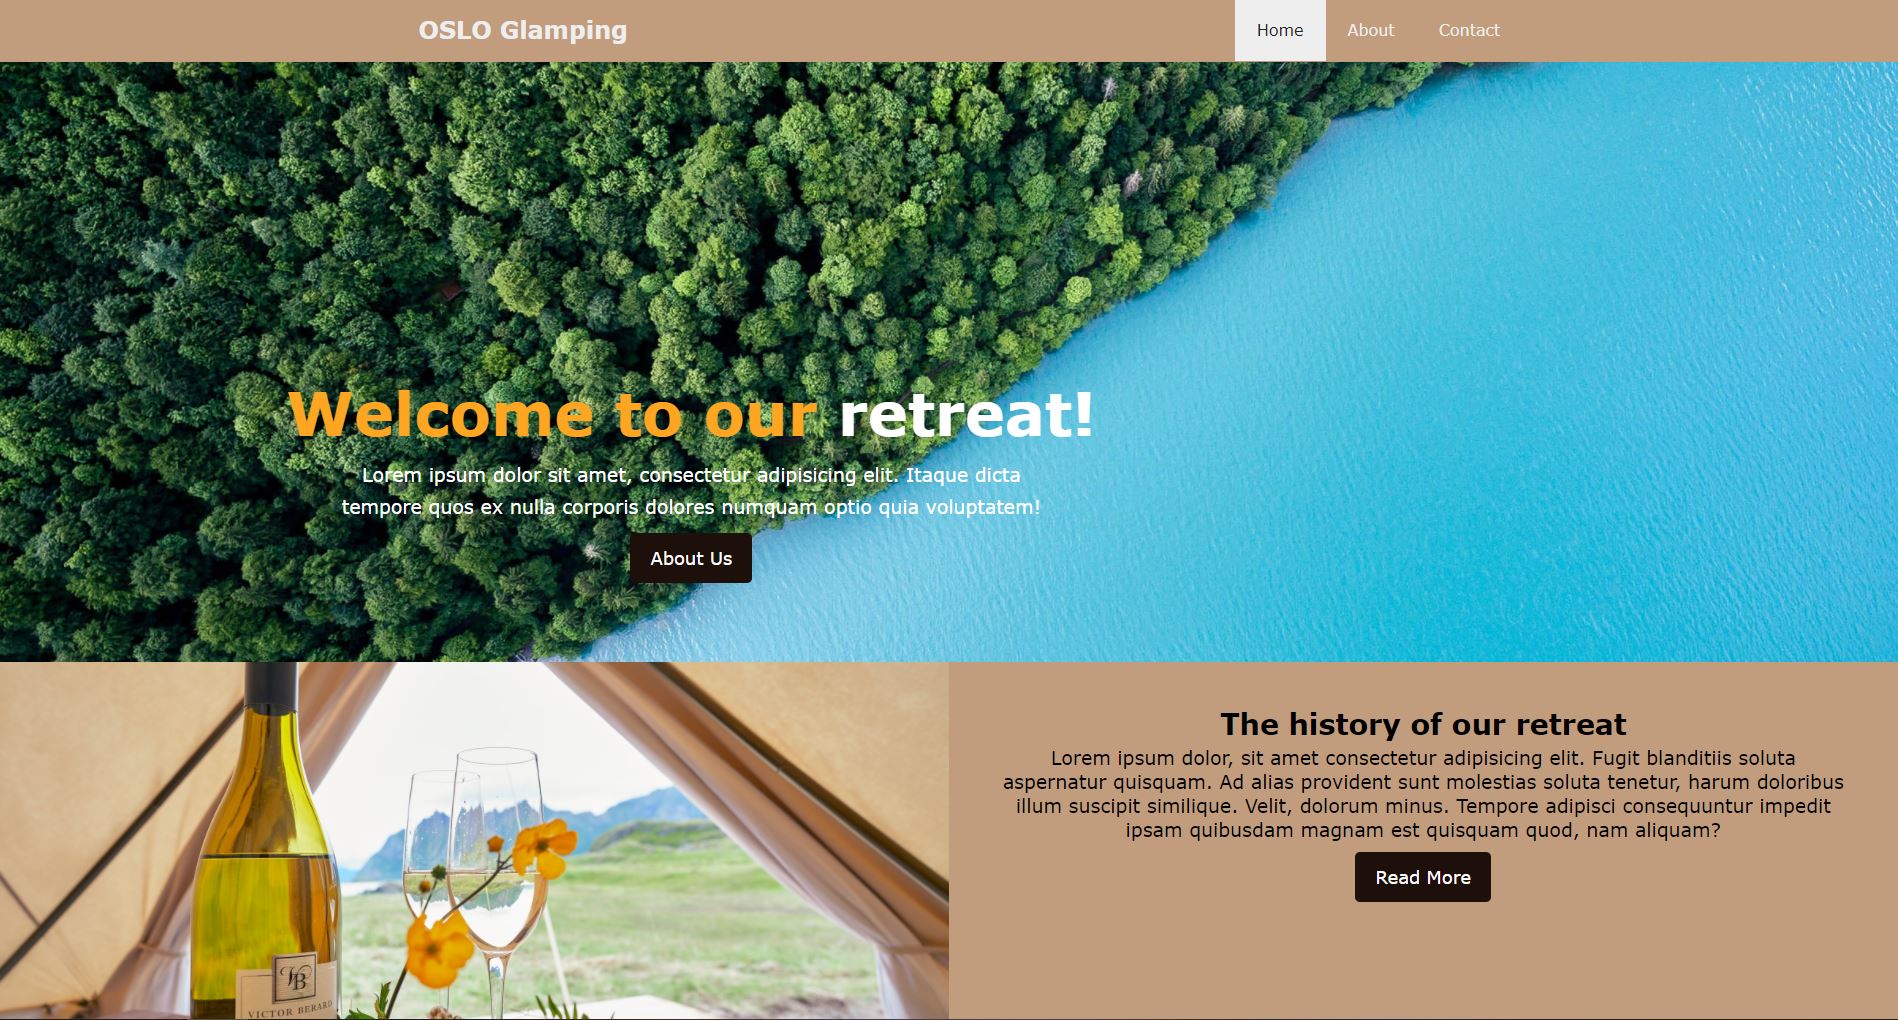 OSLO Glamping
Home About Contact
Welcome to our retreat!
Lorem ipsum dolor sit amet, consectetur adipisicing elit. Itaque dicta
tempore quos ex nulla corporis dolores numquam optio quia voluptatem!
About Us
The history of our retreat
Lorem ipsum dolor, sit amet consectetur adipisicing elit. Fugit blanditiis soluta
aspernatur quisquam. Ad alias provident sunt molestias soluta tenetur, harum doloribus
illum suscipit similique. Velit, dolorum minus. Tempore adipisci consequuntur impedit
ipsam quibusdam magnam est quisquam quod, nam aliquam?
Read More
VB
VICTOR BERARD